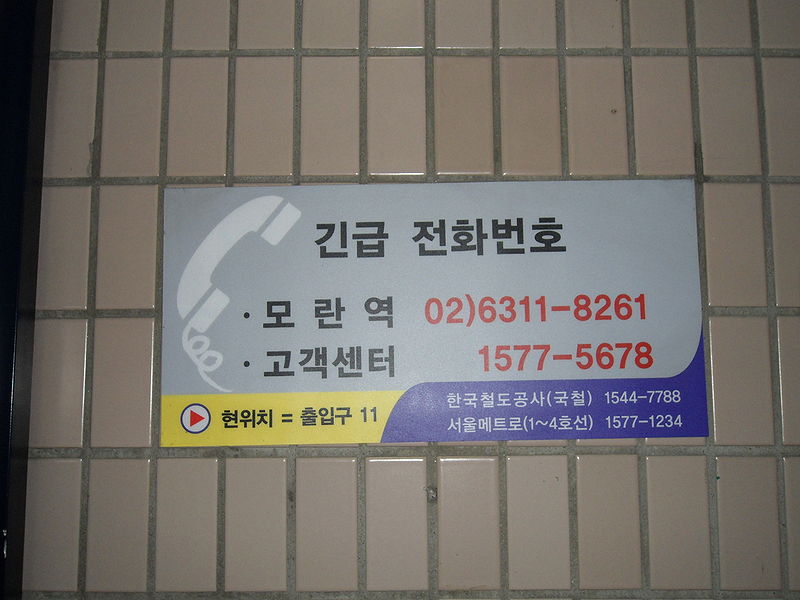 긴급 전화번호
· 모 란 역 02)6311-8261
· 고객센터 1577-5678
현위치 = 출입구 11
한국철도공사(국철) 1544-7788
서울메트로(1~4호선) 1577-1234